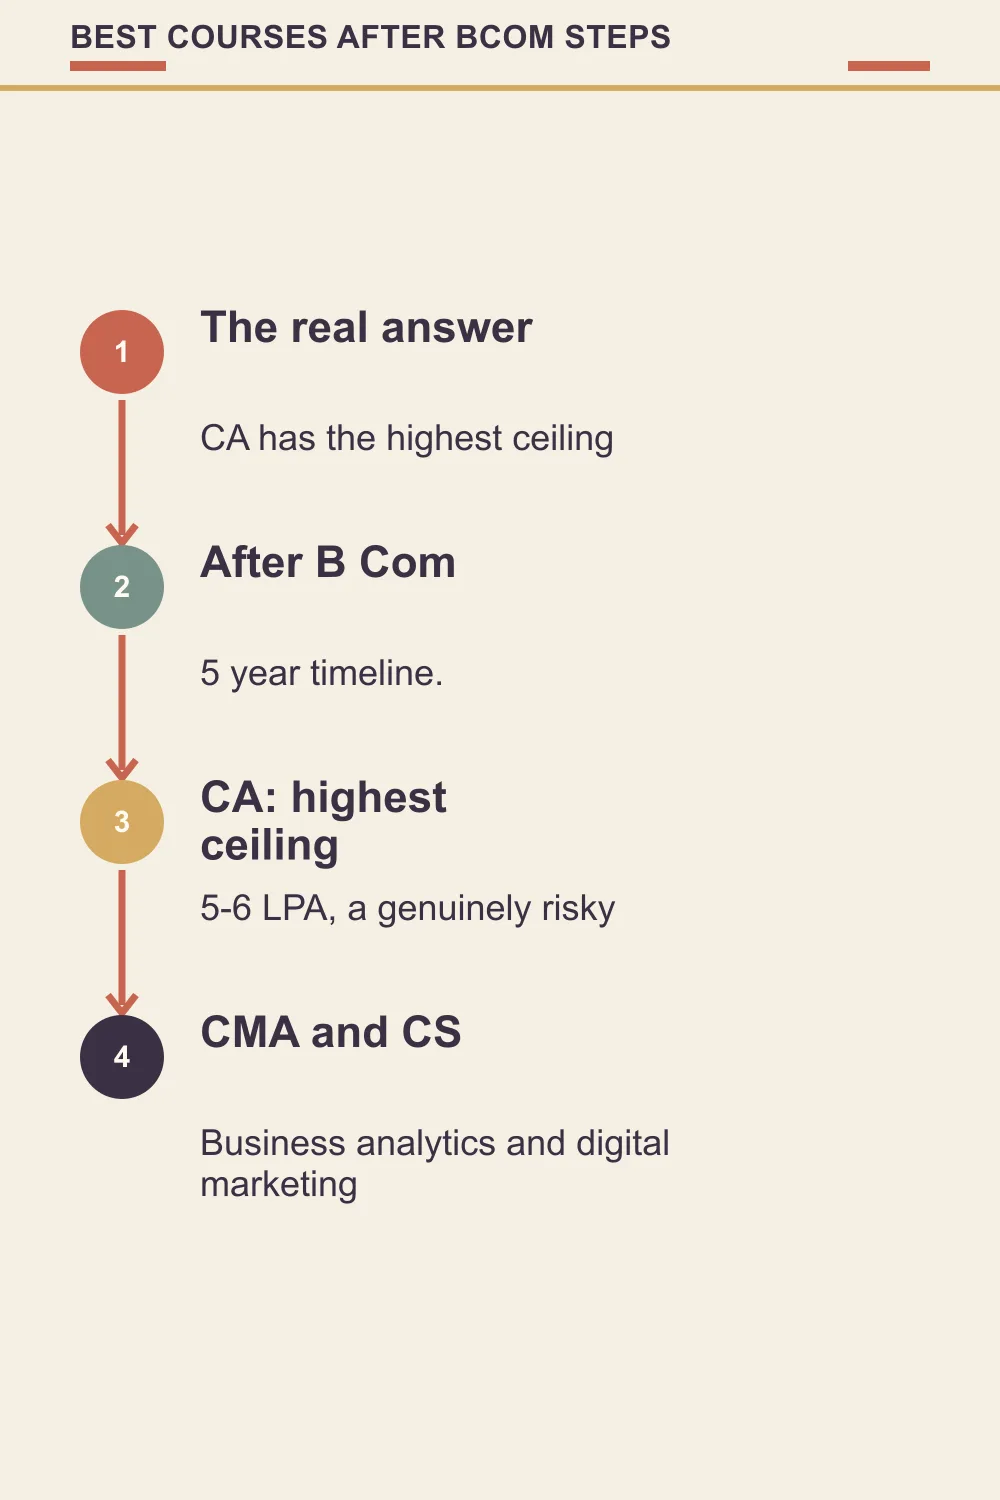 BEST COURSES AFTER BCOM STEPS
1
The real answer
CA has the highest ceiling
2
After B Com
5 year timeline.
3
CA: highest
ceiling
5-6 LPA, a genuinely risky
4
CMA and CS
Business analytics and digital
marketing